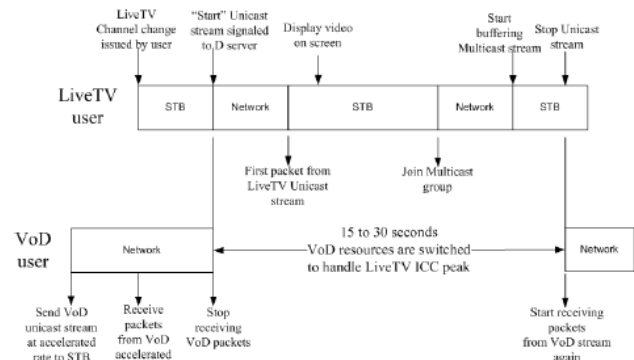 LiveTV
Channel change
issued by user
“Start” Unicast
stream signaled
to D server
Display video
on screen
Start
buffering
Multicast stream
Stop Unicast
stream
LiveTV
user
STB
Network
STB
Network
STB
First packet from
LiveTV Unicast
stream
Join Multicast
group
VoD
user
Network
15 to 30 seconds
VoD resources are switched
to handle LiveTV ICC peak
Network
Send VoD
unicast stream
at accelerated
rate to STB
Receive
packets
from VoD
accelerated
Stop
receiving
VoD packets
Start receiving
packets
from VoD stream
again